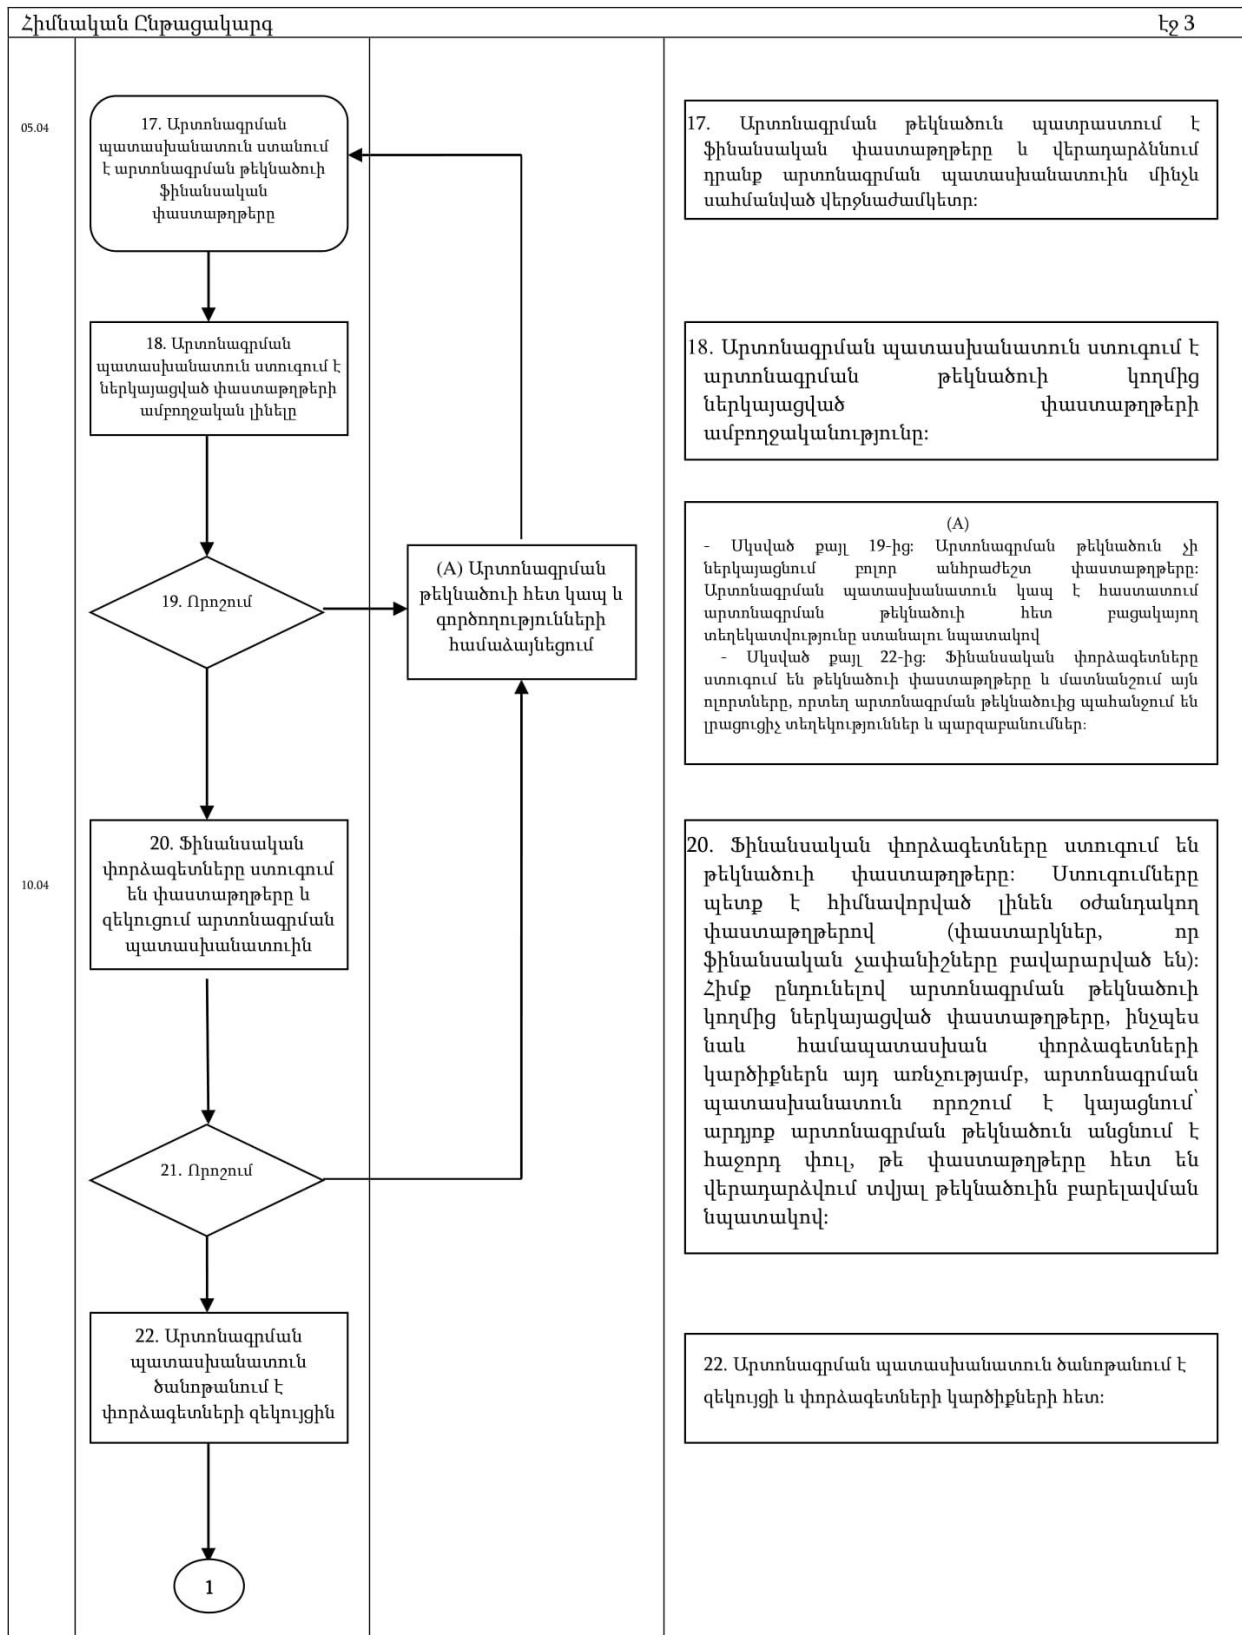 Հիմնական Ընթացակարգ
էջ 3
05.04
17. Արտոնագրման
պատասխանատուն ստանում
է արտոնագրման թեկնածուի
ֆինանսական
փաստաթղթերը
17. Արտոնագրման թեկնածուն պատրաստում է
ֆինանսական փաստաթղթերը և վերադարձննում
դրանք արտոնագրման պատասխանատուին մինչև
սահմանված վերջնաժամկետր:
18. Արտոնագրման
պատասխանատուն ստուգում է
ներկայացված փաստաթղթերի
ամբողջական լինելը
18. Արտոնագրման պատասխանատուն ստուգում է
արտոնագրման թեկնածուի կողմից
ներկայացված փաստաթղթերի
ամբողջականությունը:
19. Որոշում
(A) Արտոնագրման
թեկնածուի հետ կապ և
գործողությունների
համաձայնեցում
(A)
- Սկսված քայլ 19-ից: Արտոնագրման թեկնածուն չի
ներկայացնում բոլոր անհրաժեշտ փաստաթղթերը:
Արտոնագրման պատասխանատուն կապ է հաստատում
արտոնագրման թեկնածուի հետ բացակայող
տեղեկատվությունը ստանալու նպատակով
- Սկսված քայլ 22-ից: Ֆինանսական փորձագետները
ստուգում են թեկնածուի փաստաթղթերը և մատնանշում այն
ոլորտները, որտեղ արտոնագրման թեկնածուից պահանջում են
լրացուցիչ տեղեկություններ և պարզաբանումներ:
10.04
20. Ֆինանսական
փորձագետները ստուգում
են փաստաթղթերը և
զեկուցում արտոնագրման
պատասխանատուին
20. Ֆինանսական փորձագետները ստուգում են
թեկնածուի փաստաթղթերը: Ստուգումները
պետք է հիմնավորված լինեն օժանդակող
փաստաթղթերով (փաստարկներ, որ
ֆինանսական չափանիշները բավարարված են):
Հիմք ընդունելով արտոնագրման թեկնածուի
կողմից ներկայացված փաստաթղթերը, ինչպես
նաև համապատասխան փորձագետների
կարծիքներն այդ առնչությամբ, արտոնագրման
պատասխանատուն որոշում է կայացնում՝
արդյոք արտոնագրման թեկնածուն անցնում է
հաջորդ փուլ, թե փաստաթղթերը հետ են
վերադարձվում տվյալ թեկնածուին բարելավման
նպատակով:
21. Որոշում
22. Արտոնագրման
պատասխանատուն
ծանոթանում է
փորձագետների զեկույցին
22. Արտոնագրման պատասխանատուն ծանոթանում է
զեկույցի և փորձագետների կարծիքների հետ:
1